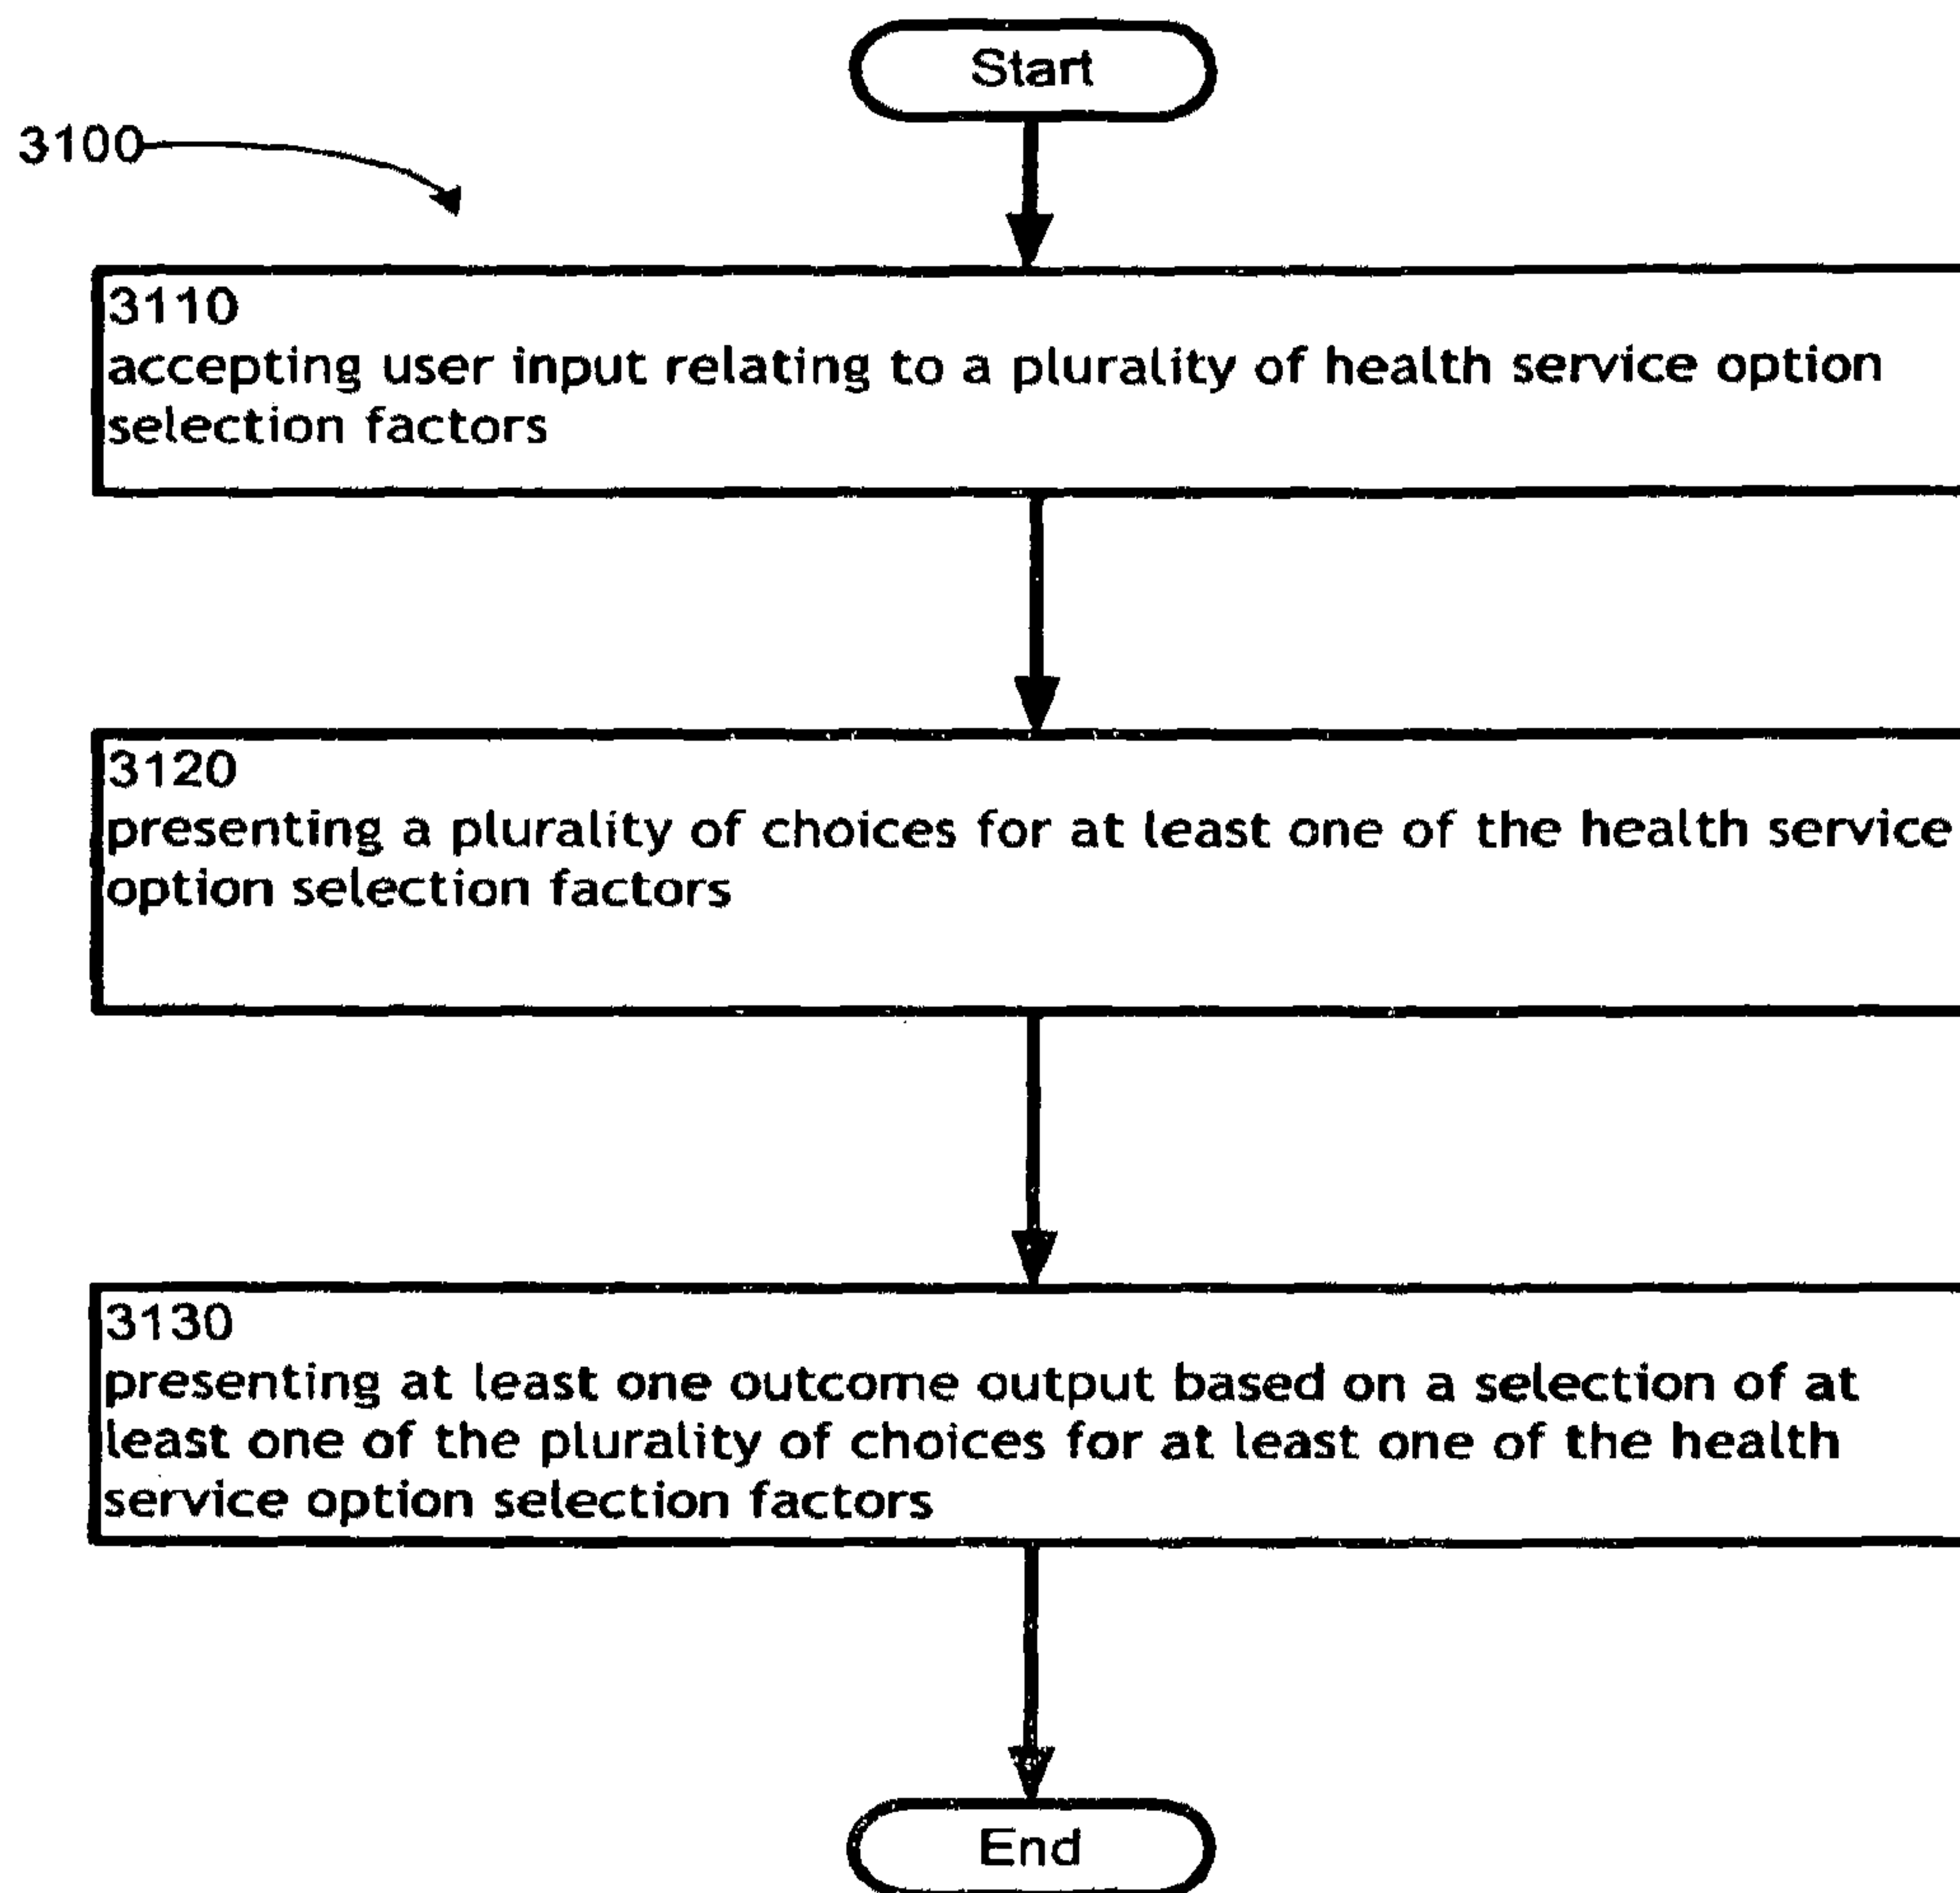 Start
3100
3110
accepting user input relating to a plurality of health service option
selection factors
3120
presenting a plurality of choices for at least one of the health service
option selection factors
3130
presenting at least one outcome output based on a selection of at
least one of the plurality of choices for at least one of the health
service option selection factors
End